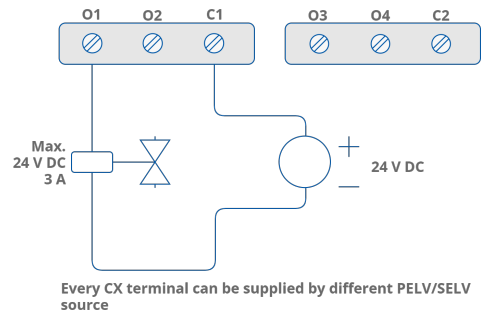 O1 O2 C1 O3 O4 C2
Max.
24 V DC
3 A
24 V DC
Every CX terminal can be supplied by different PELV/SELV
source